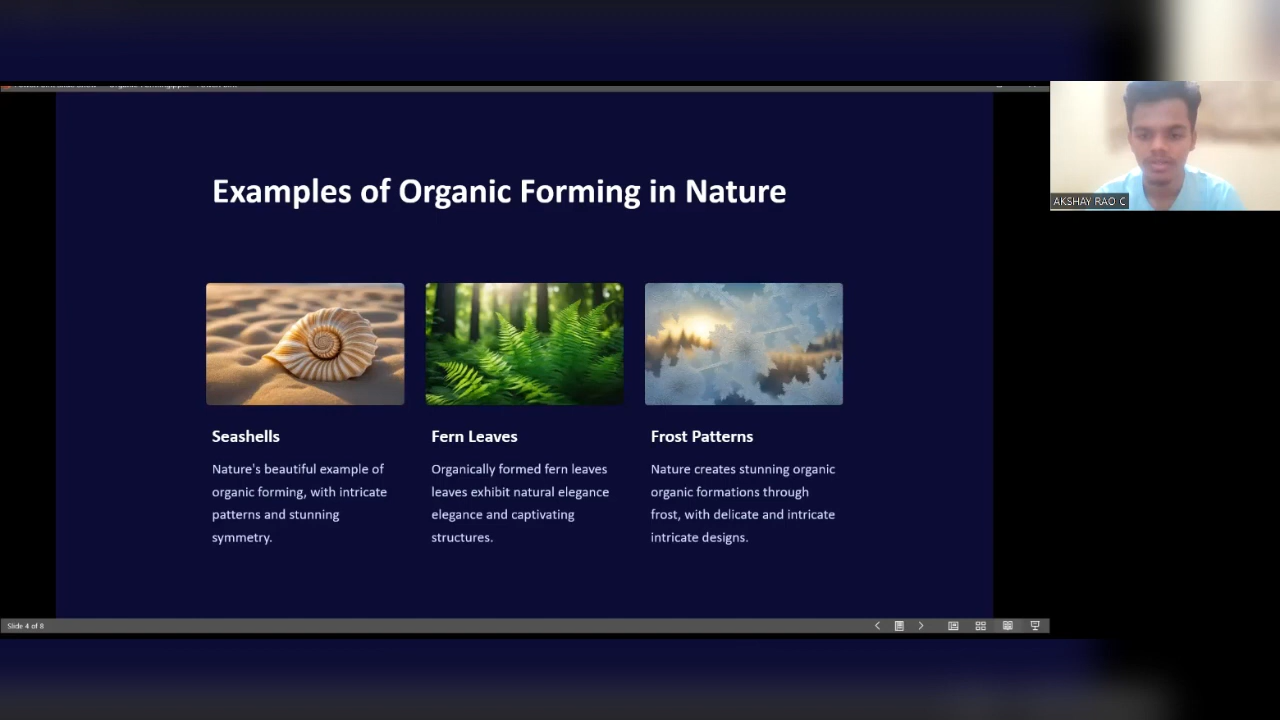 Examples of Organic Forming in Nature
Seashells
Nature's beautiful example of
organic forming, with intricate
patterns and stunning
symmetry.
Fern Leaves
Organically formed fern leaves
leaves exhibit natural elegance
elegance and captivating
structures.
Frost Patterns
Nature creates stunning organic
organic formations through
frost, with delicate and intricate
intricate designs.
AKSHAY RAO C
Slide 4 of 8